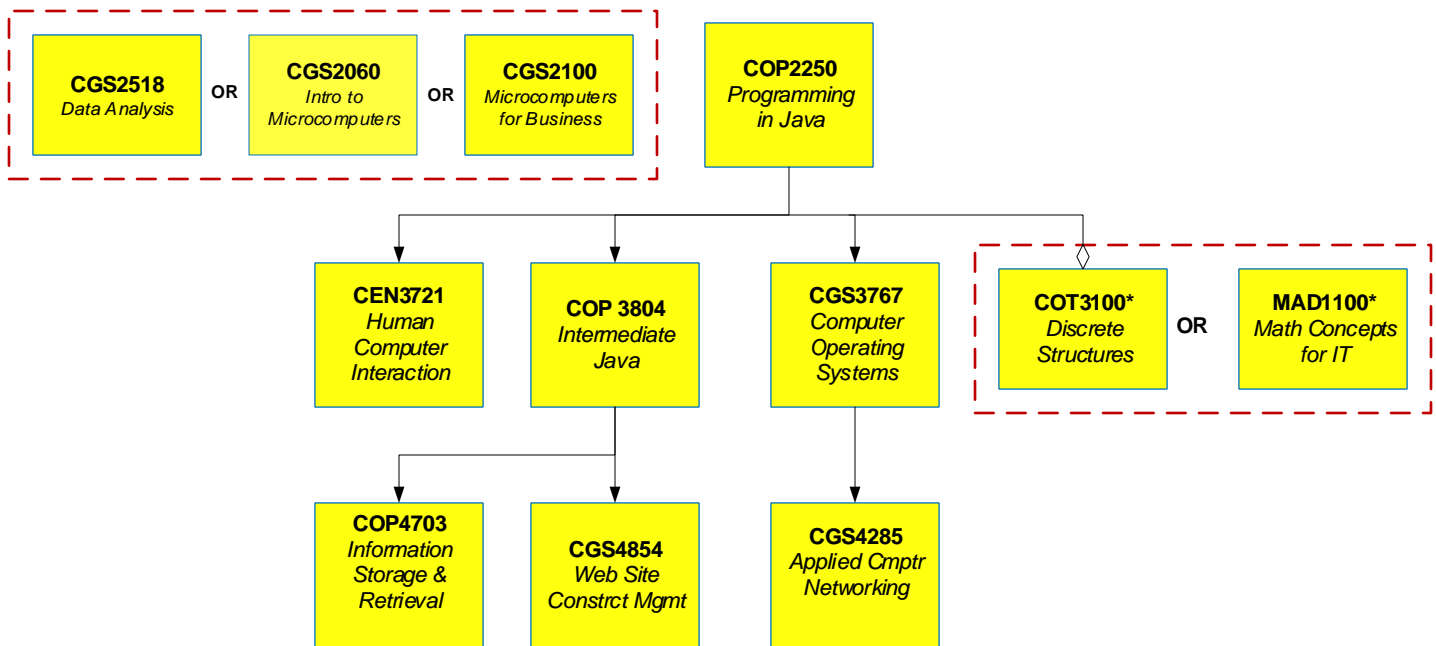 CGS2518
Data Analysis
OR
CGS2060
Intro to
Microcomputers
OR
CGS2100
Microcomputers
for Business
COP2250
Programming
in Java
CEN3721
Human
Computer
Interaction
COP 3804
Intermediate
Java
CGS3767
Computer
Operating
Systems
COT3100*
Discrete
Structures
OR
MAD1100*
Math Concepts
for IT
COP4703
Information
Storage &
Retrieval
CGS4854
Web Site
Constrct Mgmt
CGS4285
Applied Cmptr
Networking